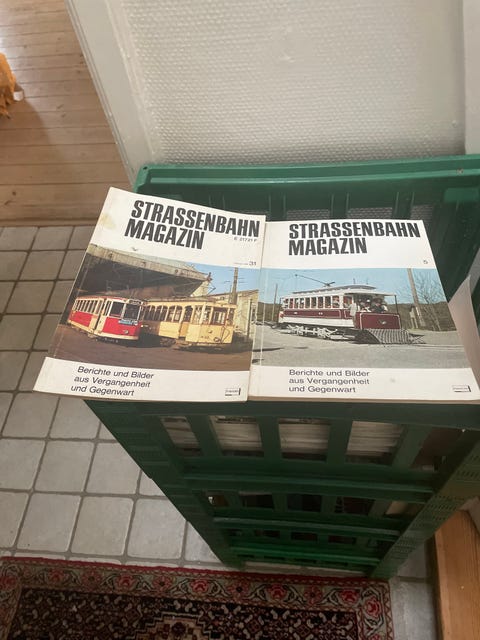 STRASSENBAHN
MAGAZIN
E 21721 F
31
Berichte und Bilder
aus Vergangenheit
und Gegenwart
STRASSENBAHN
MAGAZIN
5
Berichte und Bilder
aus Vergangenheit
und Gegenwart